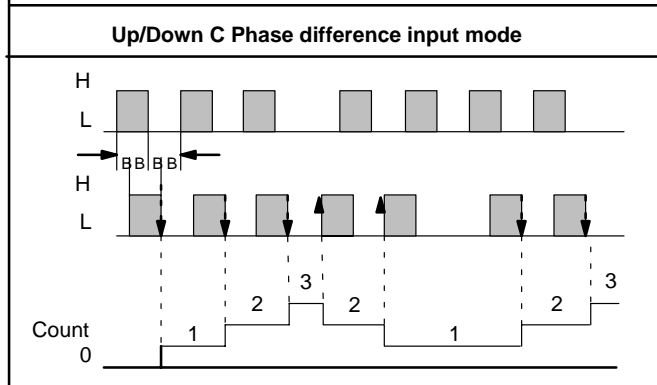 Up/Down C Phase difference input mode
H
L
B B B B
H
L
3 3
2 2 2
Count 1 1
0